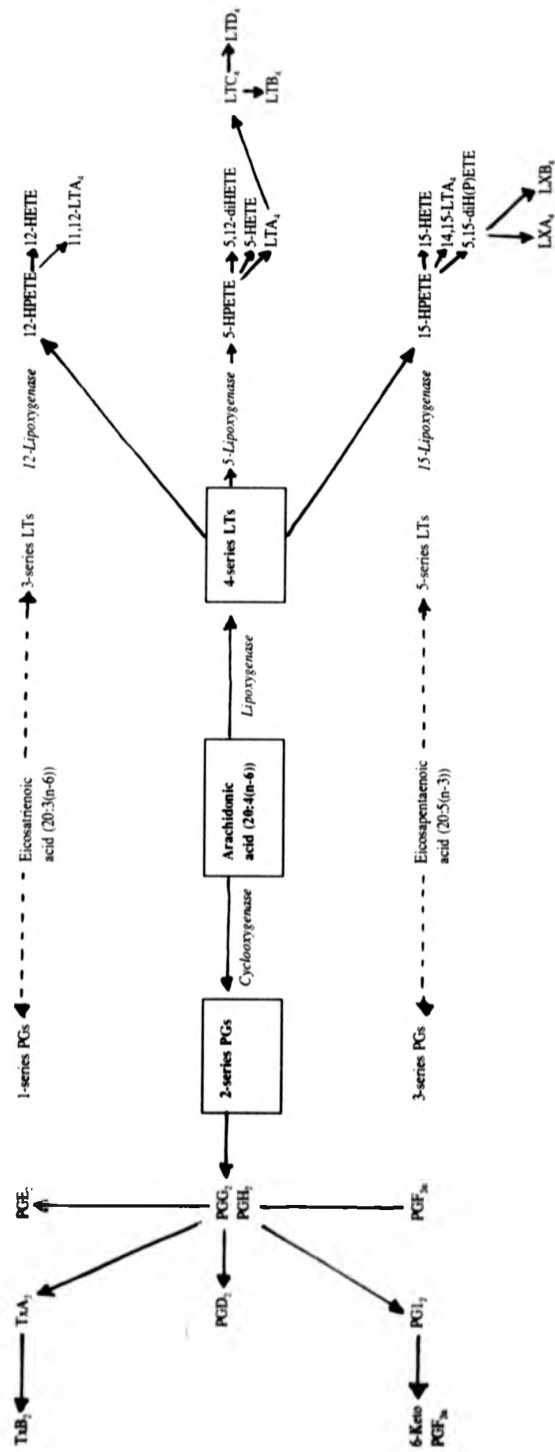 TxB₂
TxA₂
PGE₂
1-series PGs
Eicosatrienoic
acid (20:3(n-6))
3-series LTs
12-Lipoxygenase
12-HPETE
12-HETE
11,12-LTA₄
PGD₂
PGG₂
PGH₂
2-series PGs
Cyclooxygenase
Arachidonic
acid (20:4(n-6))
Lipoxygenase
4-series LTs
5-Lipoxygenase
5-HPETE
5,12-diHETE
5-HETE
LTA₄
LTC₄
LTD₄
LTB₄
6-Keto
PGI₂
3-series PGs
Eicosapentaenoic
acid (20:5(n-3))
5-series LTs
15-Lipoxygenase
15-HPETE
15-HETE
14,15-LTA₄
5,15-diH(P)ETE
LXA₄
LXB₄